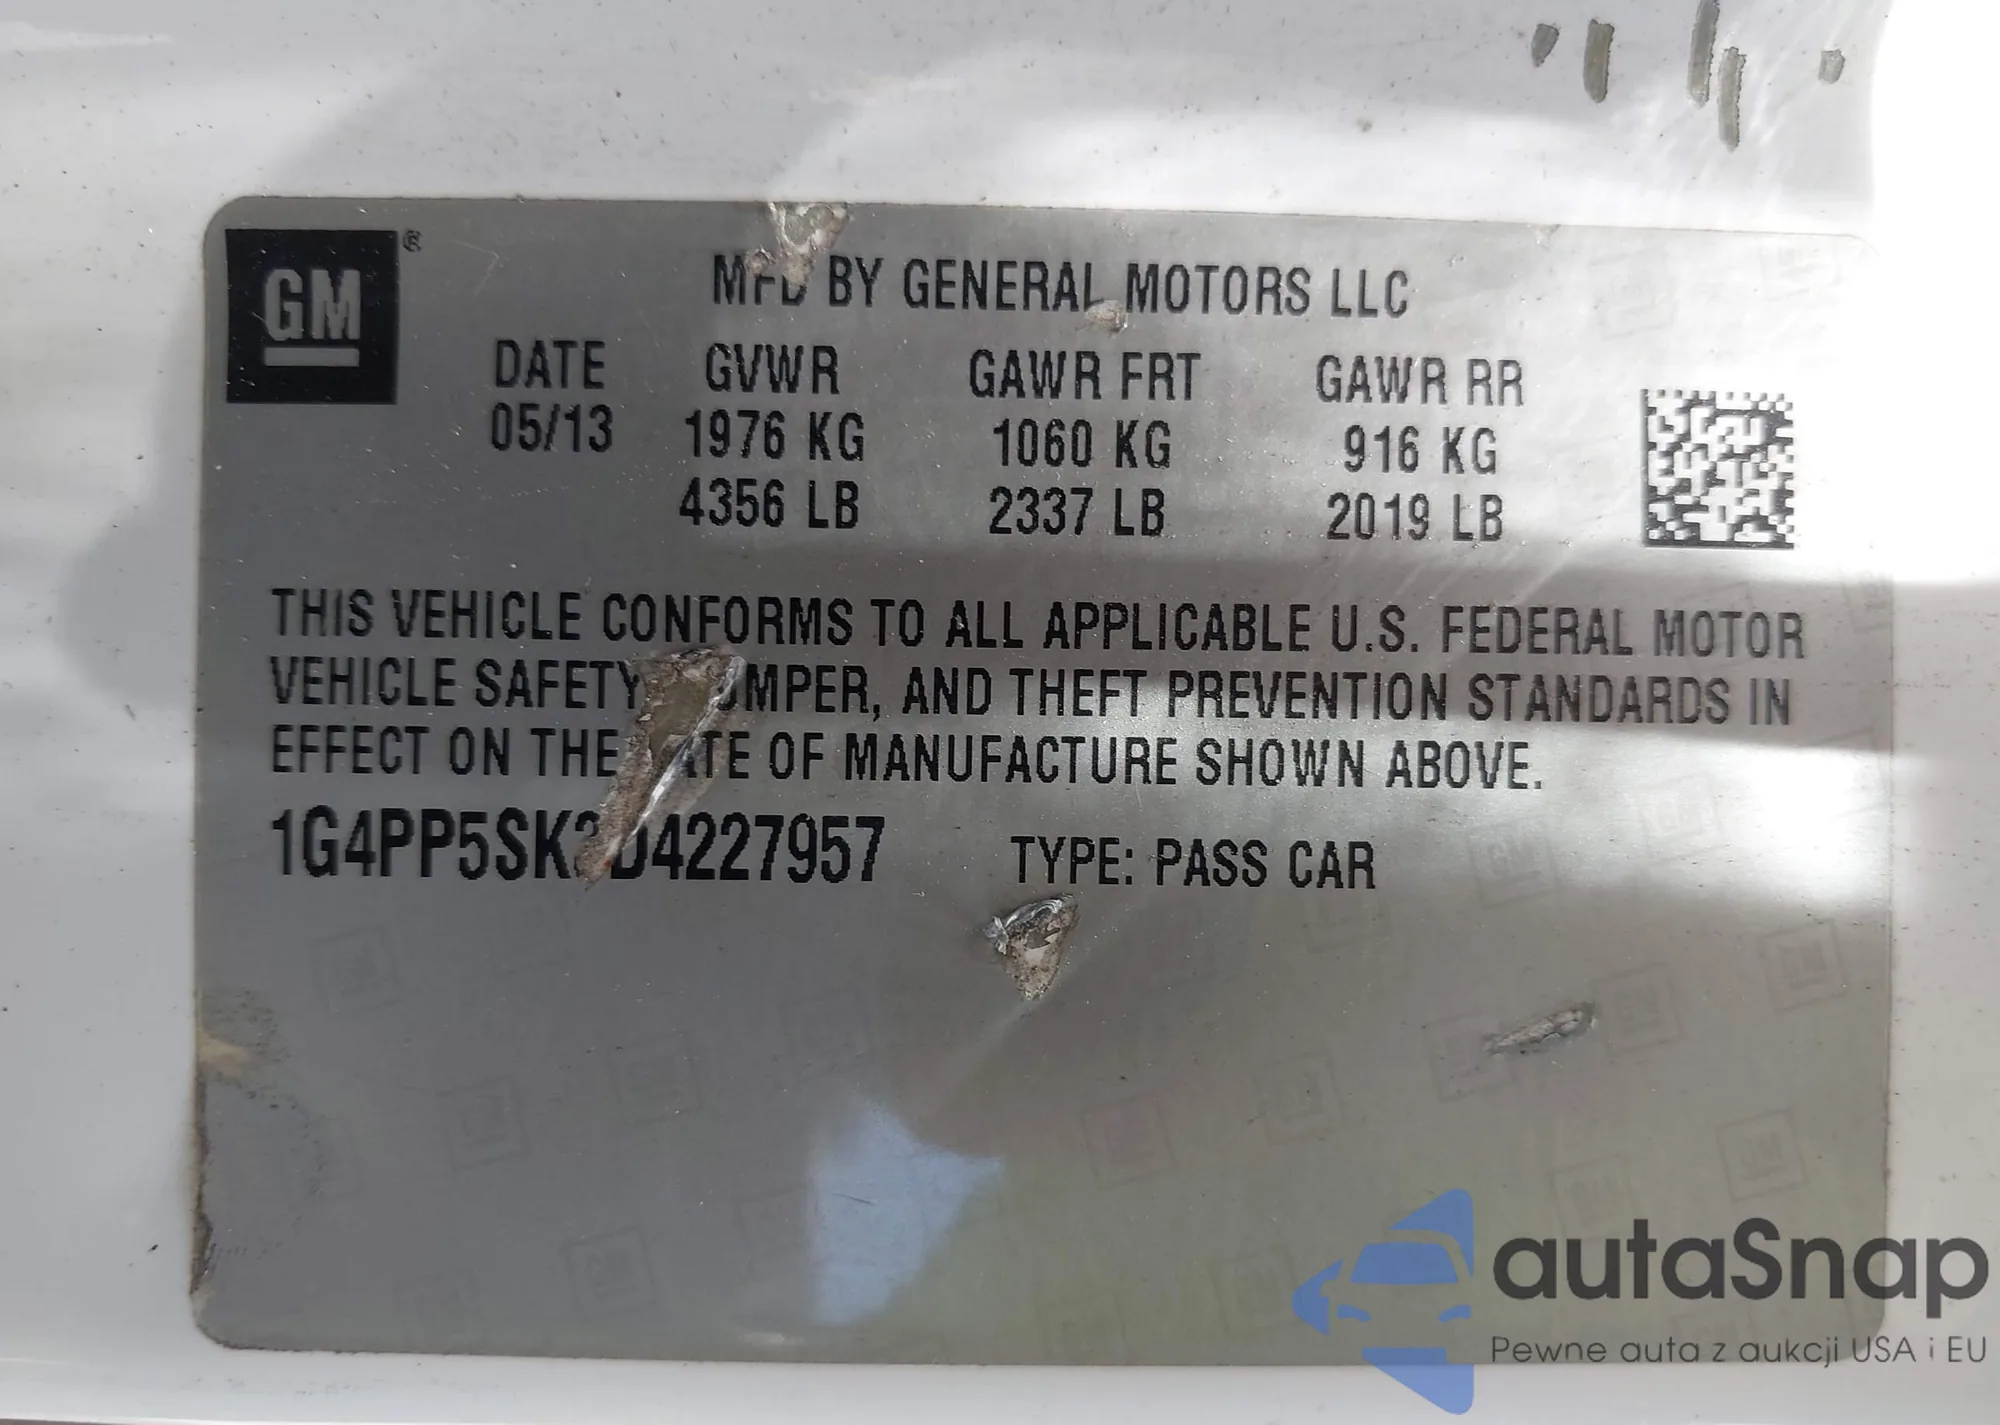 GM ®
MFD BY GENERAL MOTORS LLC
DATE GVWR GAWR FRT GAWR RR
05/13 1976 KG 1060 KG 916 KG
4356 LB 2337 LB 2019 LB
THIS VEHICLE CONFORMS TO ALL APPLICABLE U.S. FEDERAL MOTOR
VEHICLE SAFETY, AND THEFT PREVENTION STANDARDS IN
EFFECT ON THE OF MANUFACTURE SHOWN ABOVE.
TYPE: PASS CAR
autaSnap
Pewne auta z aukcji USA i EU